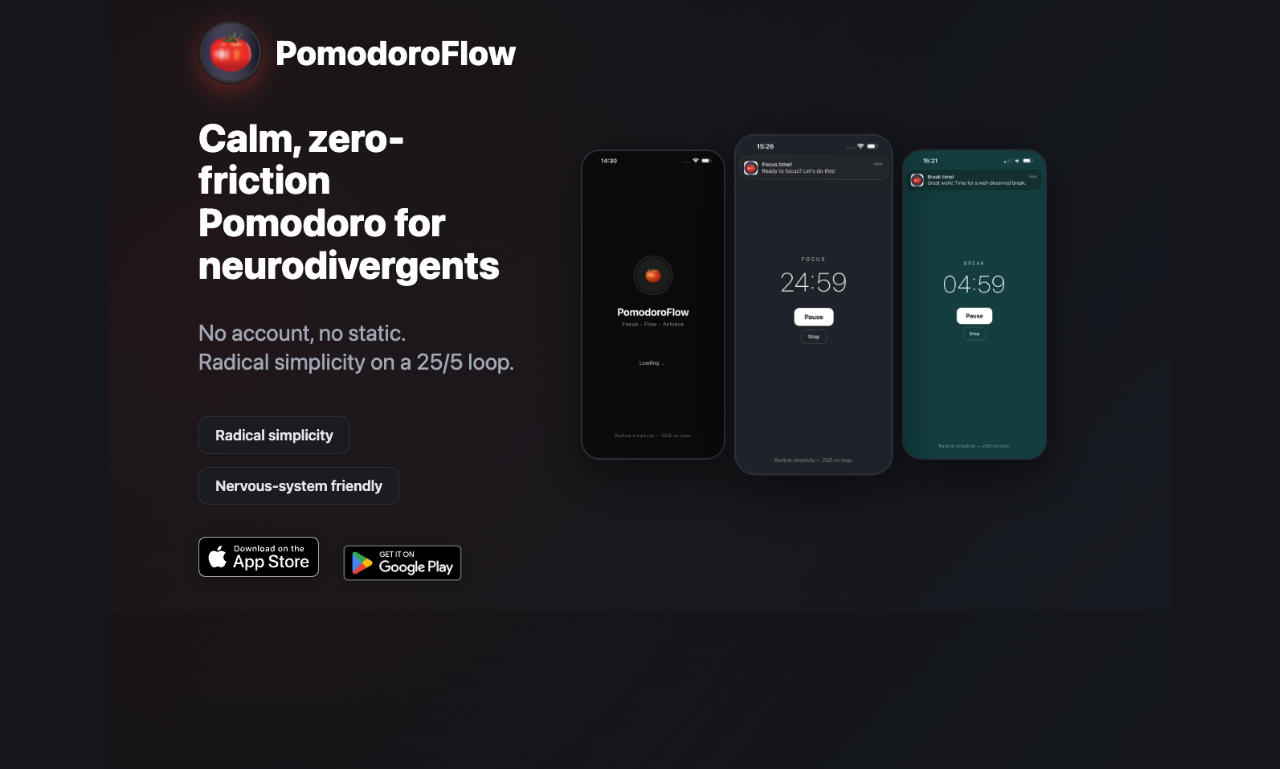 PomodoroFlow
Calm, zero-
friction
Pomodoro for
neurodivergents
No account, no static.
Radical simplicity on a 25/5 loop.
Radical simplicity
Nervous-system friendly
Download on the
App Store
GET IT ON
Google Play
14:30
PomodoroFlow
Focus • Flow • Achieve
Loading ...
Radical simplicity — 25/5 on loop.
15:26
Focus time!
now
Ready to focus? Let's do this!
FOCUS
24:59
Pause
Stop
Radical simplicity — 25/5 on loop.
15:21
Break time!
now
Great work! Time for a well-deserved break.
BREAK
04:59
Pause
Stop
Radical simplicity — 25/5 on loop.